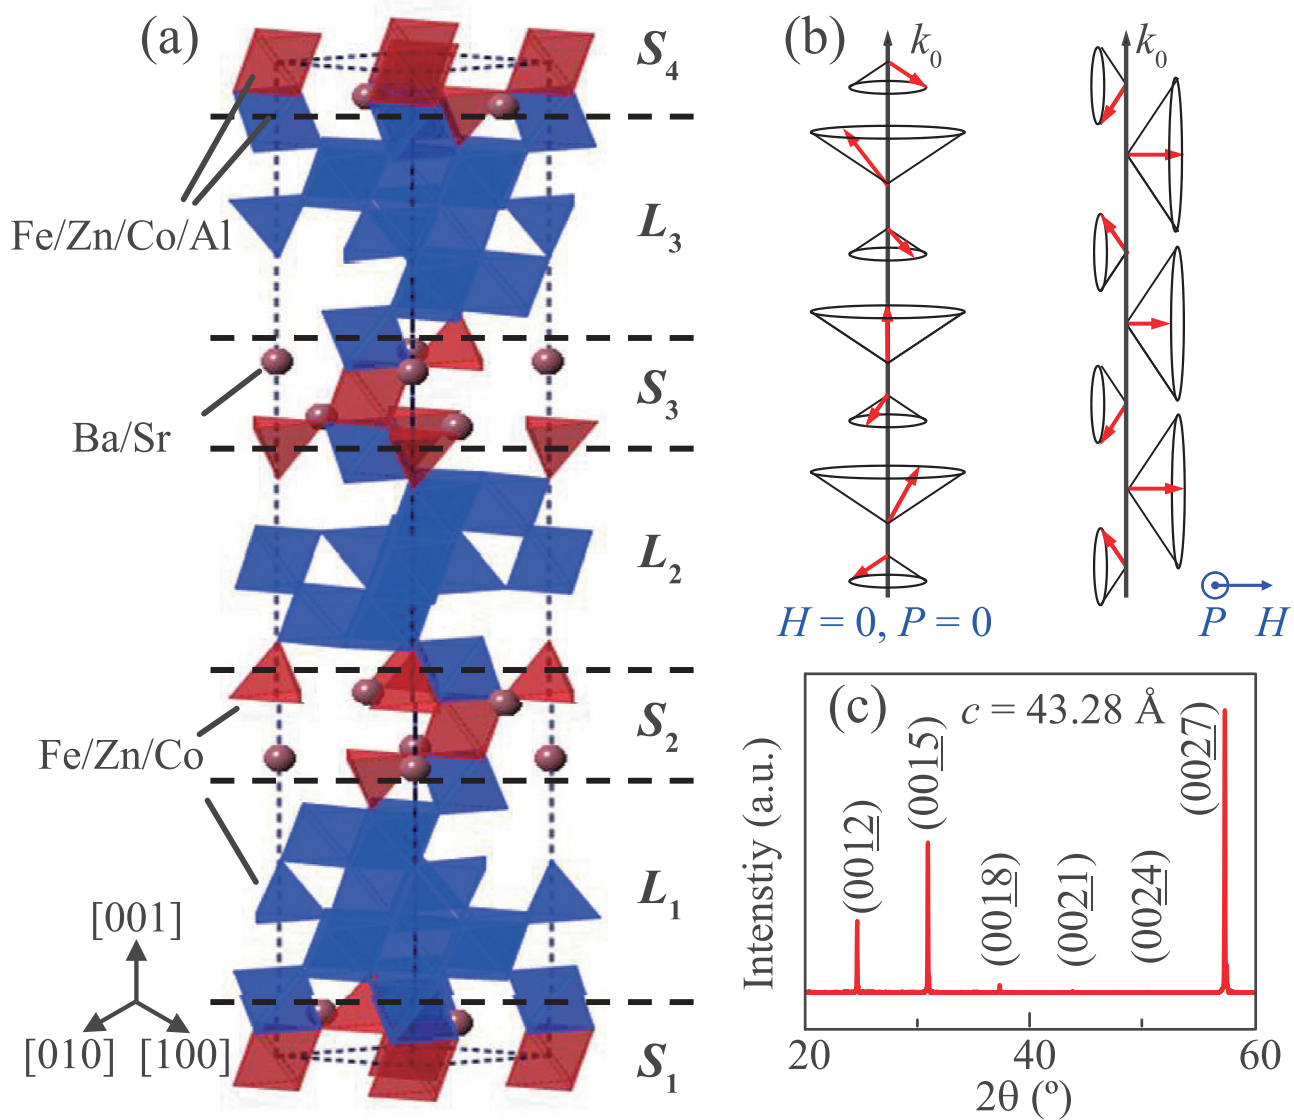 (a)
S4
L3
S3
L2
S2
L1
S1
Fe/Zn/Co/Al
Ba/Sr
Fe/Zn/Co
[001]
[010] [100]
(b)
k0
k0
H = 0, P = 0
P H
(c)
c = 43.28 Å
(0012)
(0015)
(0018)
(0021)
(0024)
(0027)
Intenstiy (a.u.)
20 40 60
2θ (º)